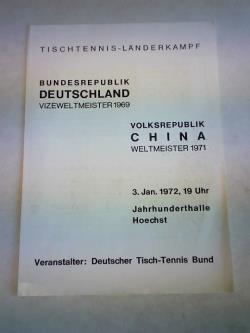 TISCHTENNIS-LÄNDERKAMPF
BUNDESREPUBLIK
DEUTSCHLAND
VIZEWELTMEISTER 1969
VOLKSREPUBLIK
CHINA
WELTMEISTER 1971
3. Jan. 1972, 19 Uhr
Jahrhunderthalle
Hoechst
Veranstalter: Deutscher Tisch-Tennis Bund